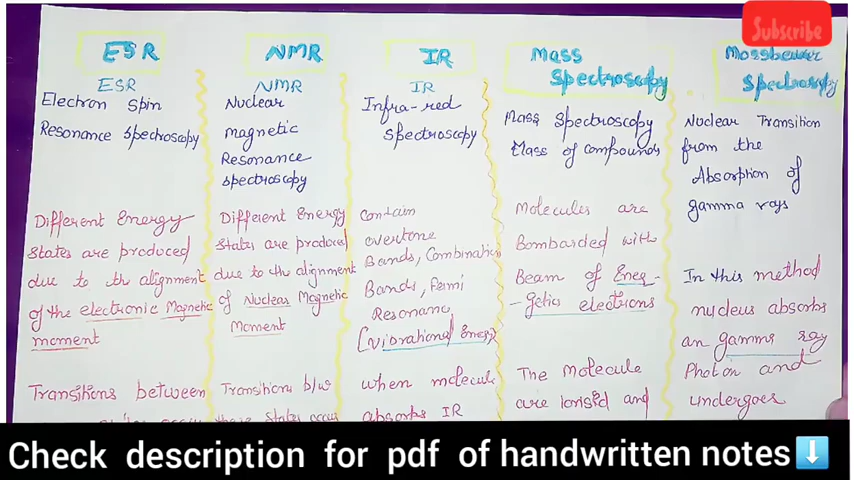 Subscribe
ESR
ESR
Electron Spin
Resonance Spectroscopy
Different Energy
States are produced
due to the alignment
of the electronic Magnetic
moment
Transitions between
NMR
NMR
Nuclear
magnetic
Resonance
spectroscopy
Different Energy
States are produced
due to the alignment
of Nuclear Magnetic
Moment
Transitions b/w
these States occur
IR
IR
Infra-red
Spectroscopy
Contain
overtone
Bands, Combination
Bands, Fermi
Resonanc
[Vibrational Energy
when molecule
absorbs IR
Mass
Spectroscopy
Mass Spectroscopy
Mass of compounds
Molecules are
Bombarded with
Beam of Ener-
-getic electrons
The Molecule
are Ionisid and
Mossbauer
Spectroscopy
Nuclear Transition
from the
Absorption of
gamma rays
In this method
nucleus absorbs
an gamma ray
Photon and
undergoes
Check description for pdf of handwritten notes